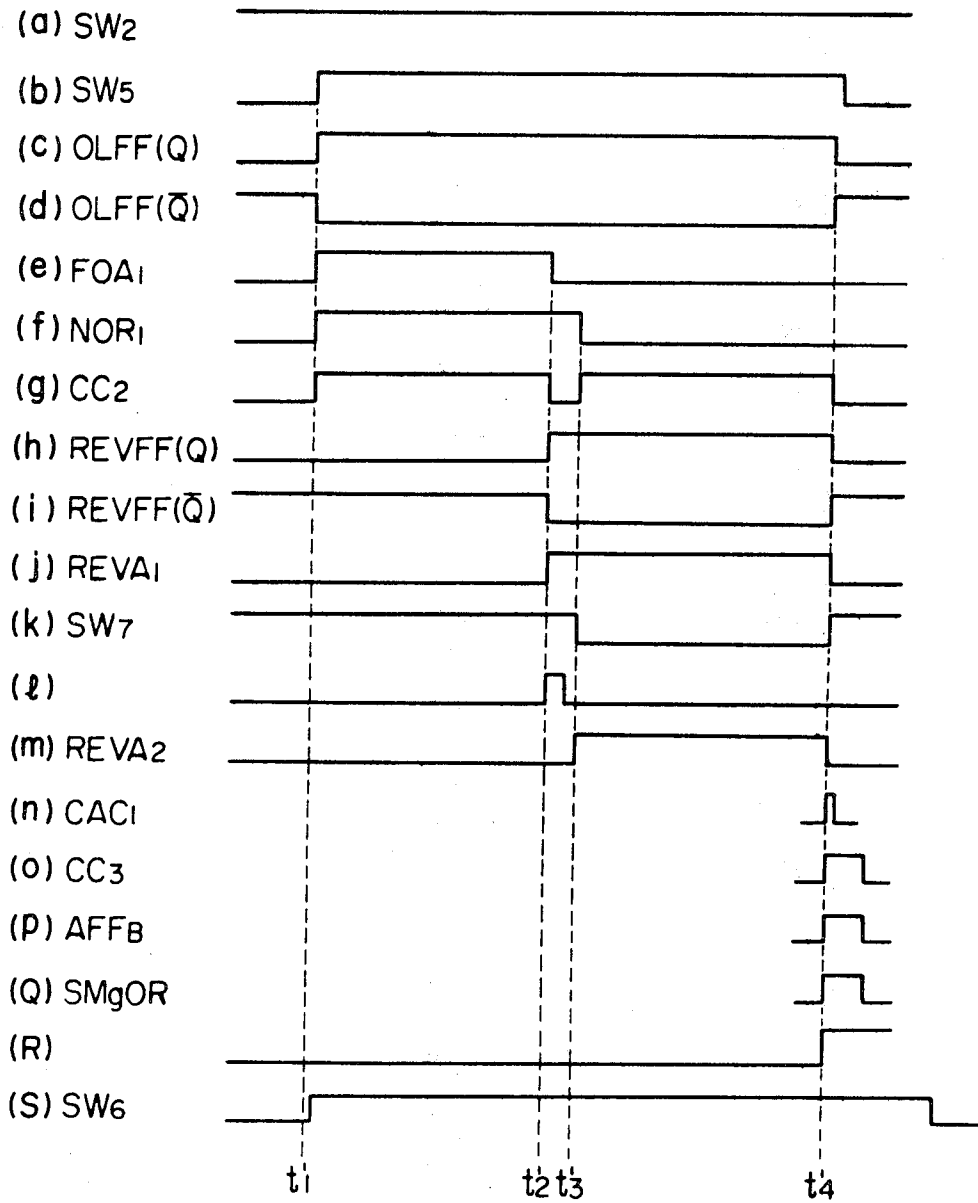 (a) SW2
(b) SW5
(c) OLFF(Q)
(d) OLFF(Q̄)
(e) FOA1
(f) NOR1
(g) CC2
(h) REVFF(Q)
(i) REVFF(Q̄)
(j) REVA1
(k) SW7
(ℓ)
(m) REVA2
(n) CAC1
(o) CC3
(p) AFFB
(Q) SMgOR
(R)
(S) SW6
t1 t2 t3 t4